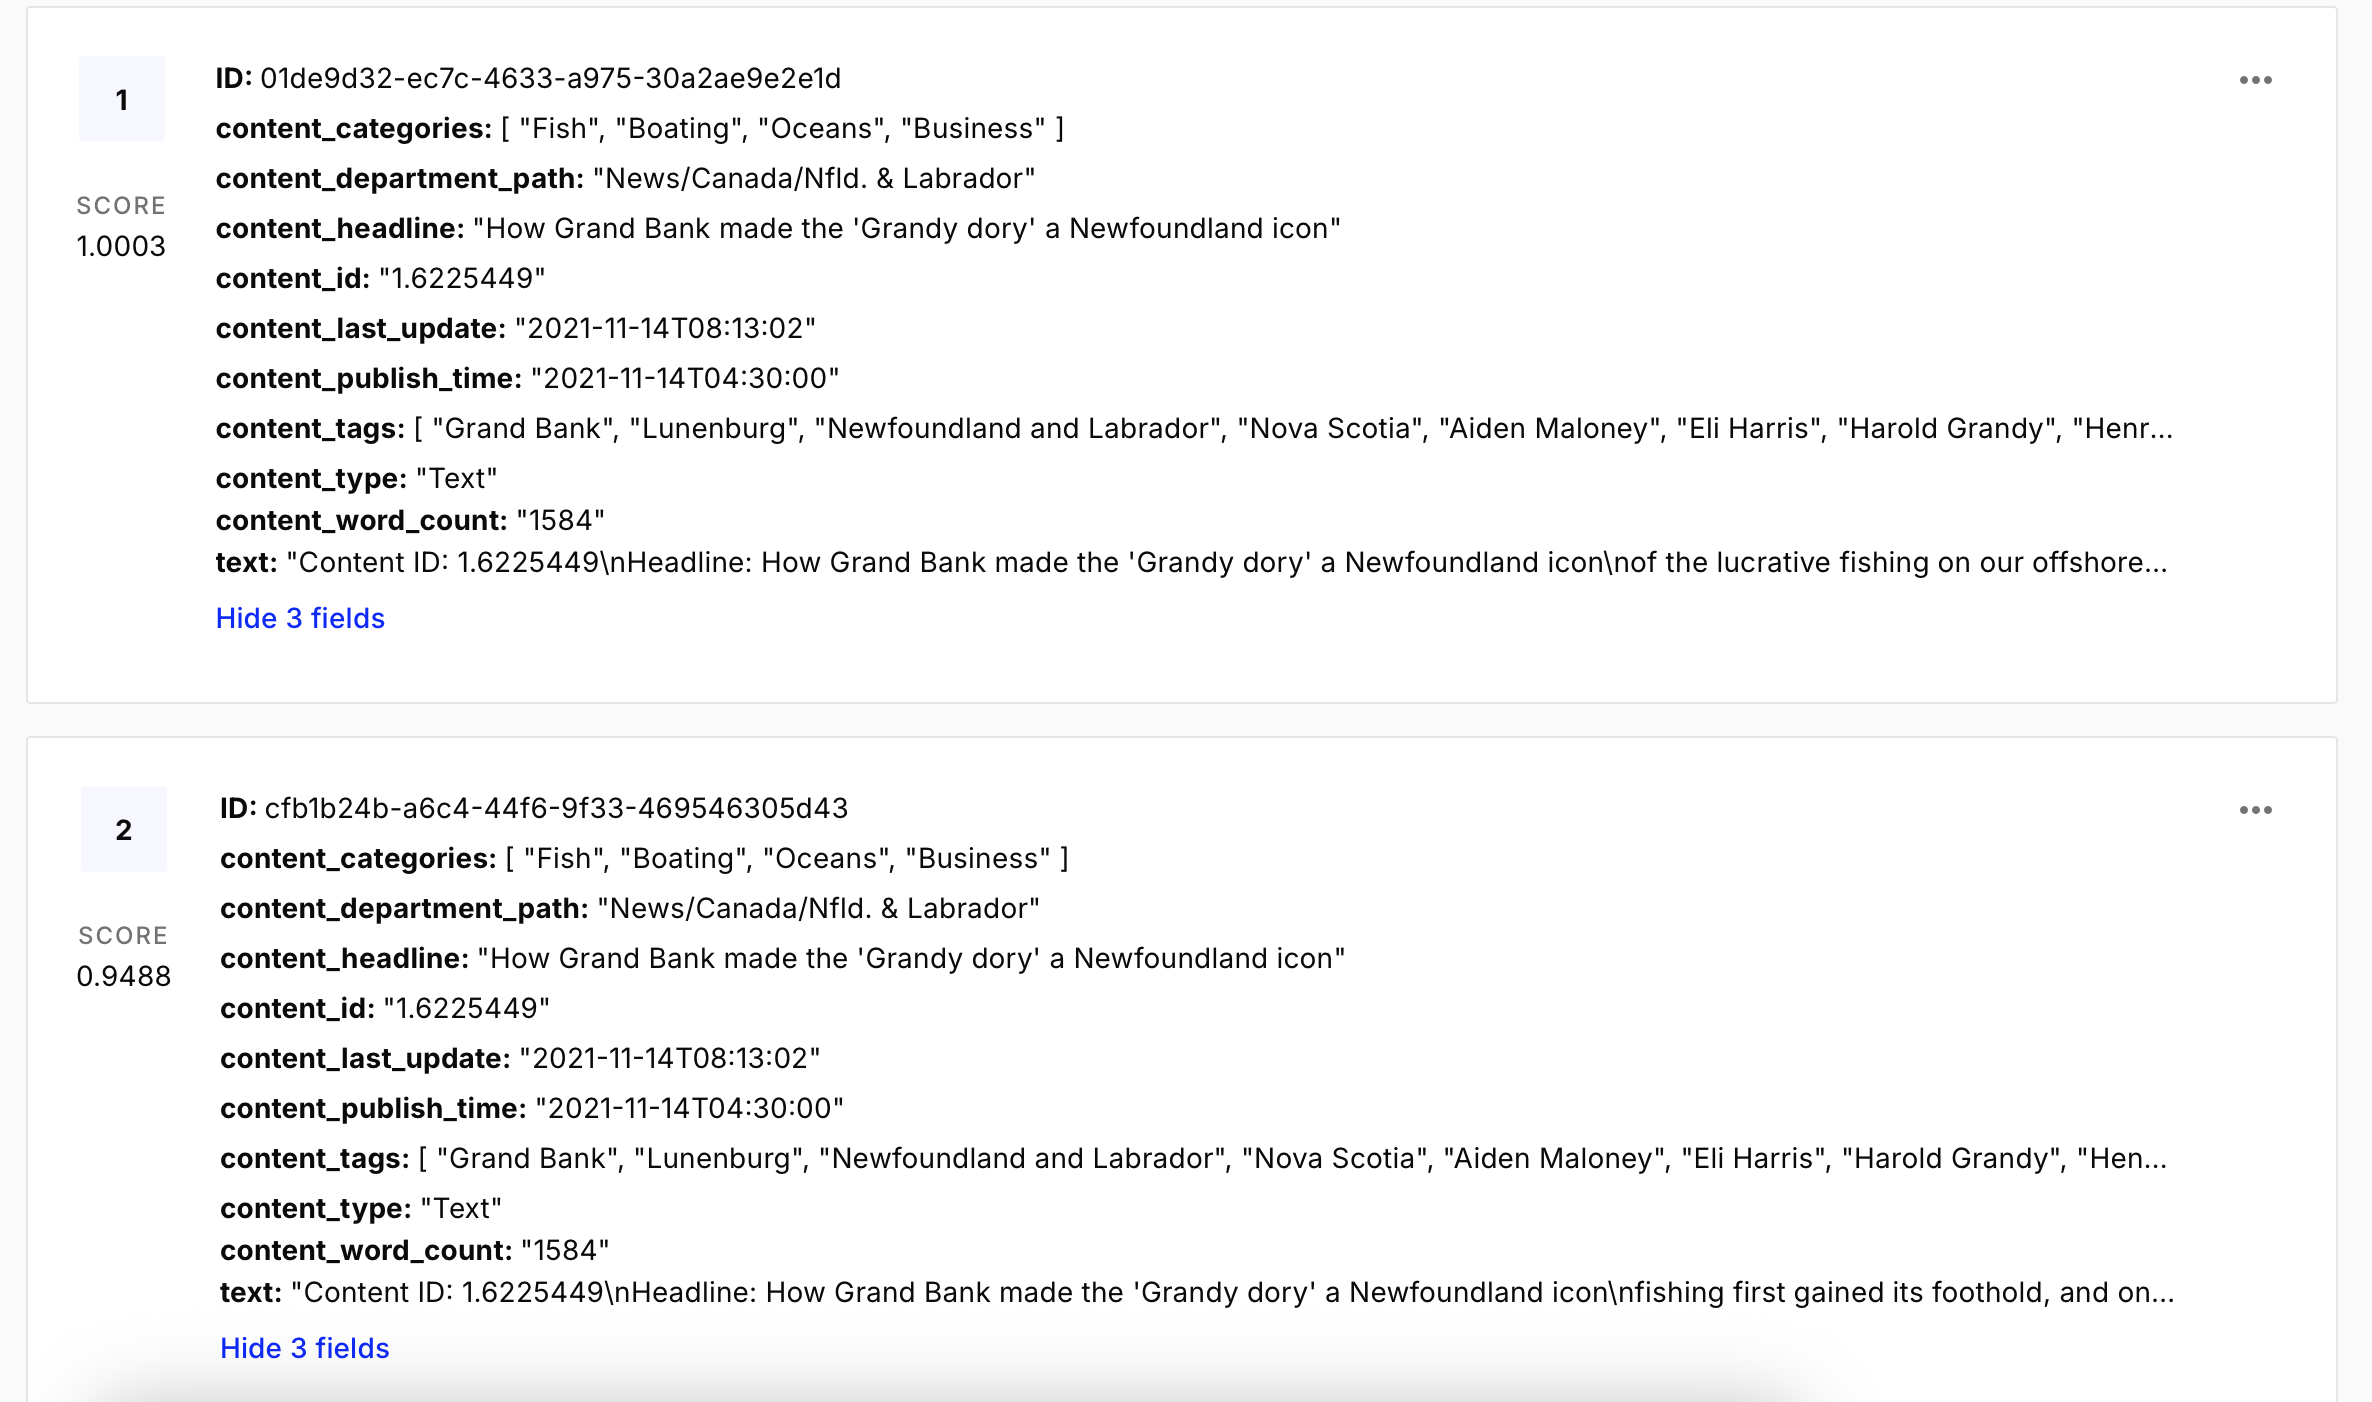 1
ID: 01de9d32-ec7c-4633-a975-30a2ae9e2e1d
content_categories: [ "Fish", "Boating", "Oceans", "Business" ]
content_department_path: "News/Canada/Nfld. & Labrador"
SCORE
1.0003
content_headline: "How Grand Bank made the 'Grandy dory' a Newfoundland icon"
content_id: "1.6225449"
content_last_update: "2021-11-14T08:13:02"
content_publish_time: "2021-11-14T04:30:00"
content_tags: [ "Grand Bank", "Lunenburg", "Newfoundland and Labrador", "Nova Scotia", "Aiden Maloney", "Eli Harris", "Harold Grandy", "Henr...
content_type: "Text"
content_word_count: "1584"
text: "Content ID: 1.6225449\nHeadline: How Grand Bank made the 'Grandy dory' a Newfoundland icon\nof the lucrative fishing on our offshore...
Hide 3 fields
2
ID: cfb1b24b-a6c4-44f6-9f33-469546305d43
content_categories: [ "Fish", "Boating", "Oceans", "Business" ]
content_department_path: "News/Canada/Nfld. & Labrador"
SCORE
0.9488
content_headline: "How Grand Bank made the 'Grandy dory' a Newfoundland icon"
content_id: "1.6225449"
content_last_update: "2021-11-14T08:13:02"
content_publish_time: "2021-11-14T04:30:00"
content_tags: [ "Grand Bank", "Lunenburg", "Newfoundland and Labrador", "Nova Scotia", "Aiden Maloney", "Eli Harris", "Harold Grandy", "Hen...
content_type: "Text"
content_word_count: "1584"
text: "Content ID: 1.6225449\nHeadline: How Grand Bank made the 'Grandy dory' a Newfoundland icon\nfishing first gained its foothold, and on...
Hide 3 fields